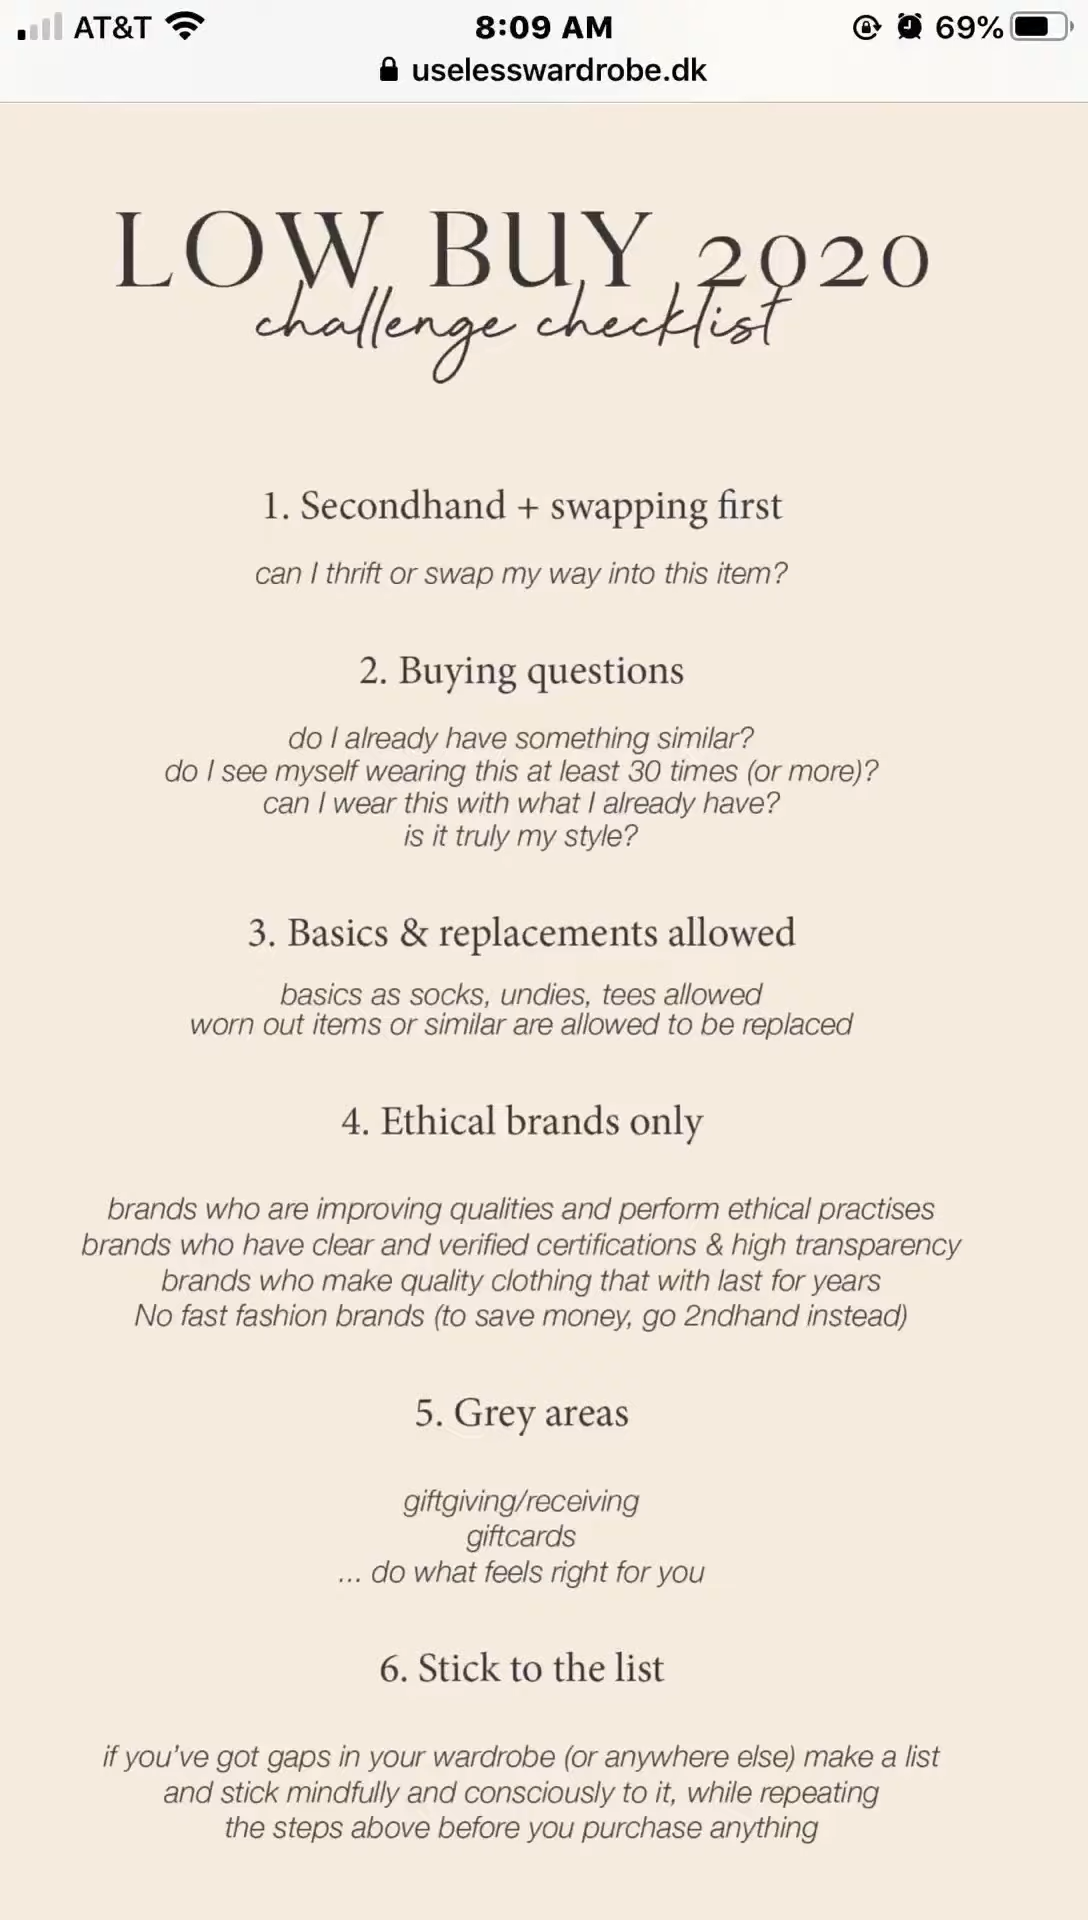 AT&T 8:09 AM 69%
uselesswardrobe.dk
LOW BUY 2020
challenge checklist
1. Secondhand + swapping first
can I thrift or swap my way into this item?
2. Buying questions
do I already have something similar?
do I see myself wearing this at least 30 times (or more)?
can I wear this with what I already have?
is it truly my style?
3. Basics & replacements allowed
basics as socks, undies, tees allowed
worn out items or similar are allowed to be replaced
4. Ethical brands only
brands who are improving qualities and perform ethical practises
brands who have clear and verified certifications & high transparency
brands who make quality clothing that with last for years
No fast fashion brands (to save money, go 2ndhand instead)
5. Grey areas
giftgiving/receiving
giftcards
... do what feels right for you
6. Stick to the list
if you've got gaps in your wardrobe (or anywhere else) make a list
and stick mindfully and consciously to it, while repeating
the steps above before you purchase anything